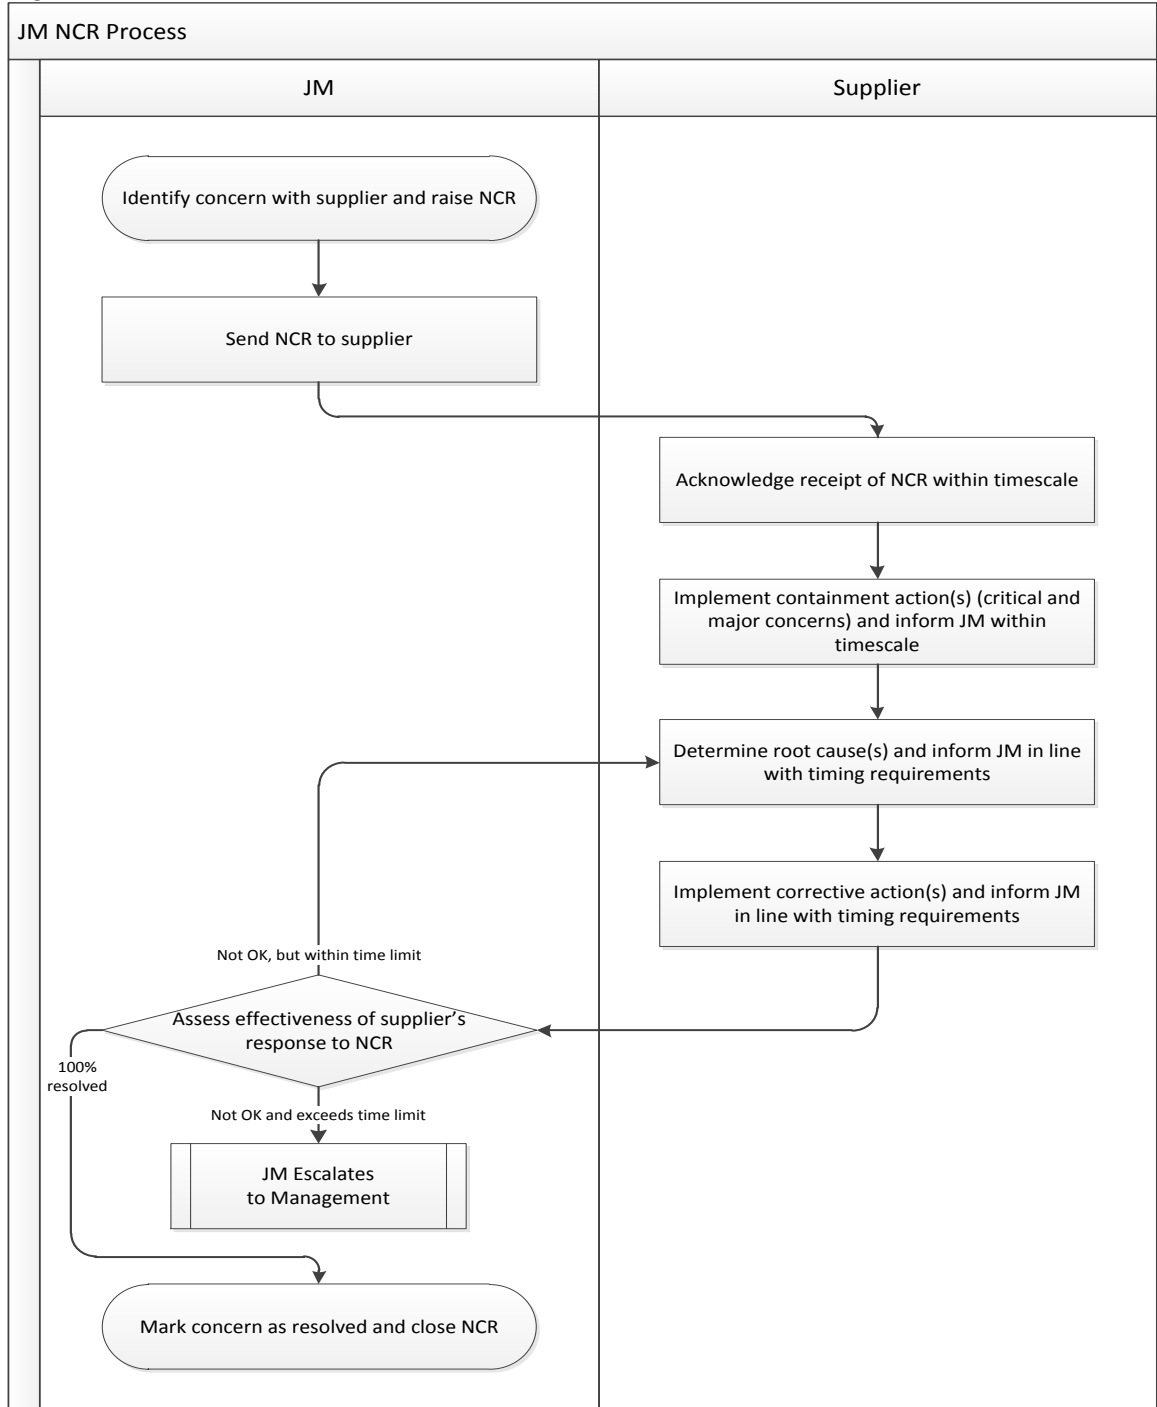 JM NCR Process
JM
Supplier
Identify concern with supplier and raise NCR
Send NCR to supplier
Acknowledge receipt of NCR within timescale
Implement containment action(s) (critical and
major concerns) and inform JM within
timescale
Determine root cause(s) and inform JM in line
with timing requirements
Implement corrective action(s) and inform JM
in line with timing requirements
Not OK, but within time limit
Assess effectiveness of supplier’s
response to NCR
100%
resolved
Not OK and exceeds time limit
JM Escalates
to Management
Mark concern as resolved and close NCR